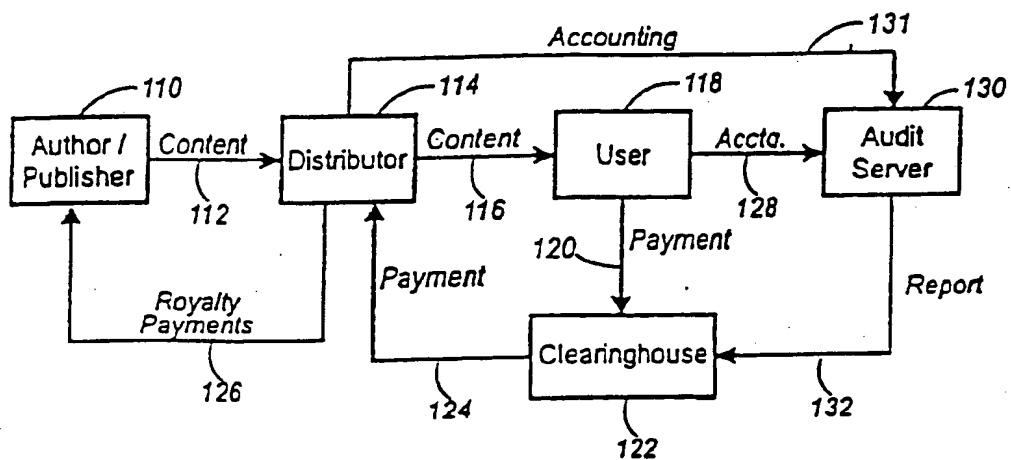 Accounting
131
110
114
118
130
Author /
Publisher
Content
112
Distributor
Content
116
User
Accta.
128
Audit
Server
120
Payment
Payment
Report
Royalty
Payments
126
Clearinghouse
124
132
122